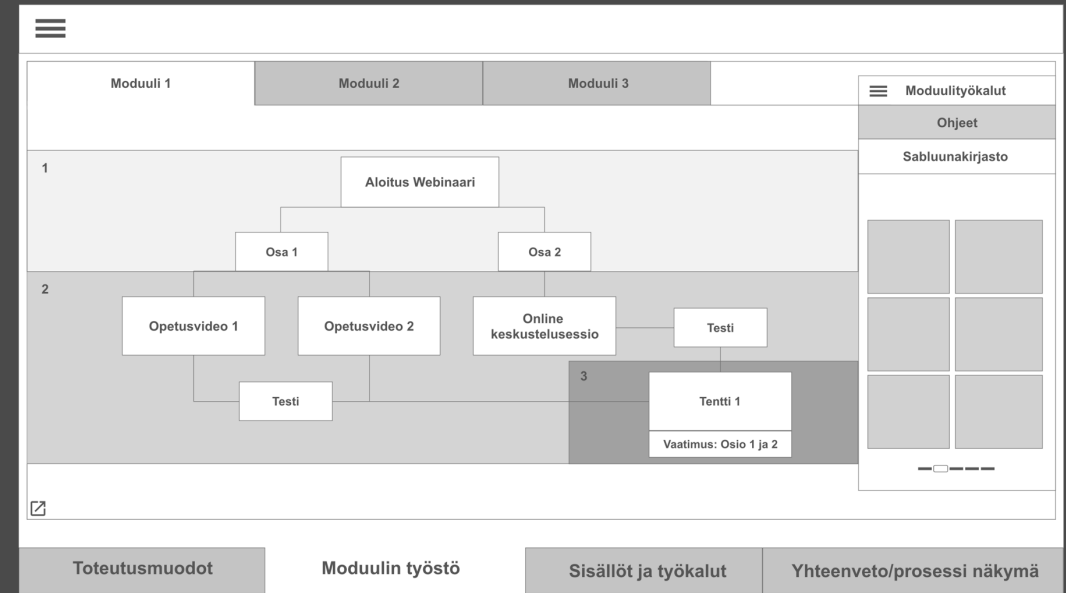 Moduuli 1
Moduuli 2
Moduuli 3
Moduulityökalut
Ohjeet
Sabluunakirjasto
1
Aloitus Webinaari
Osa 1
Osa 2
2
Opetusvideo 1
Opetusvideo 2
Online
keskustelusessio
Testi
Testi
3
Tentti 1
Vaatimus: Osio 1 ja 2
Toteutusmuodot
Moduulin työstö
Sisällöt ja työkalut
Yhteenveto/prosessi näkymä